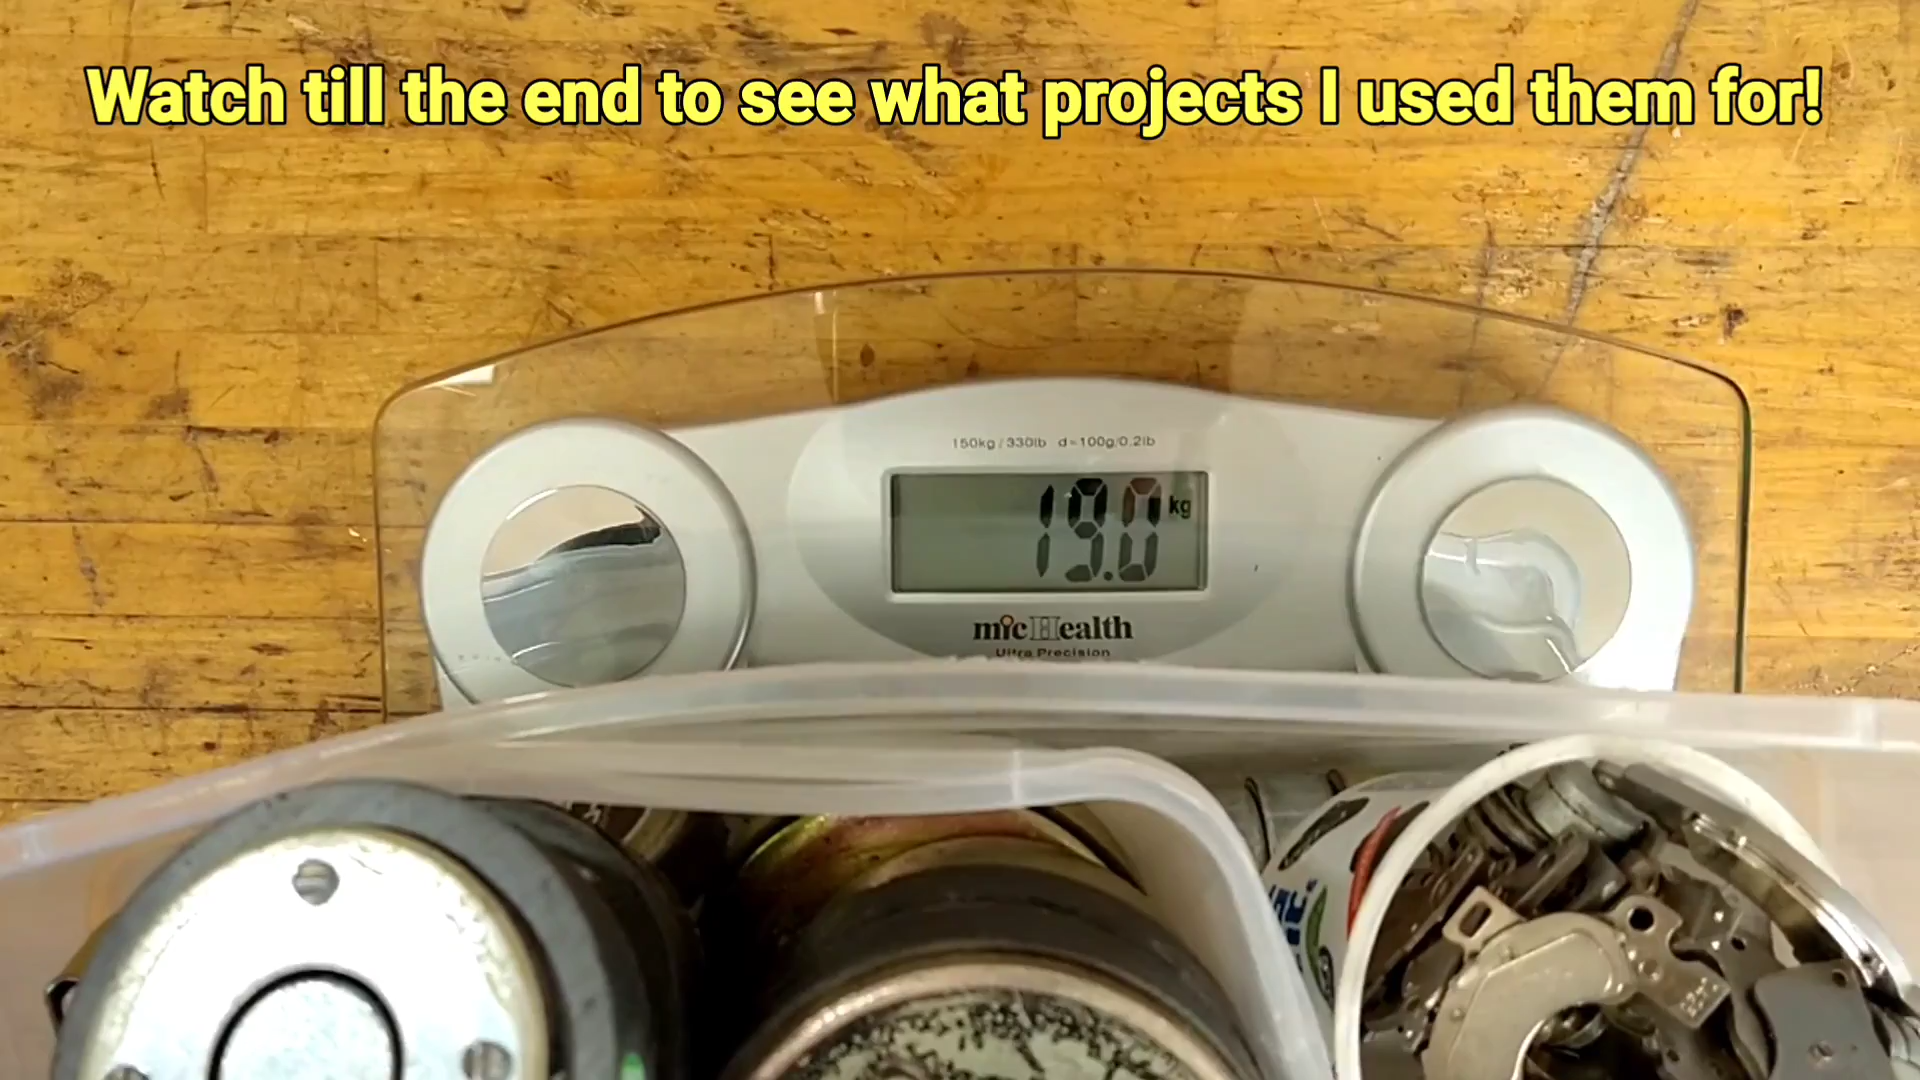 Watch till the end to see what projects I used them for!
150kg / 330lb d=100g/0.2lb
19.0 kg
micHealth
Ultra Precision